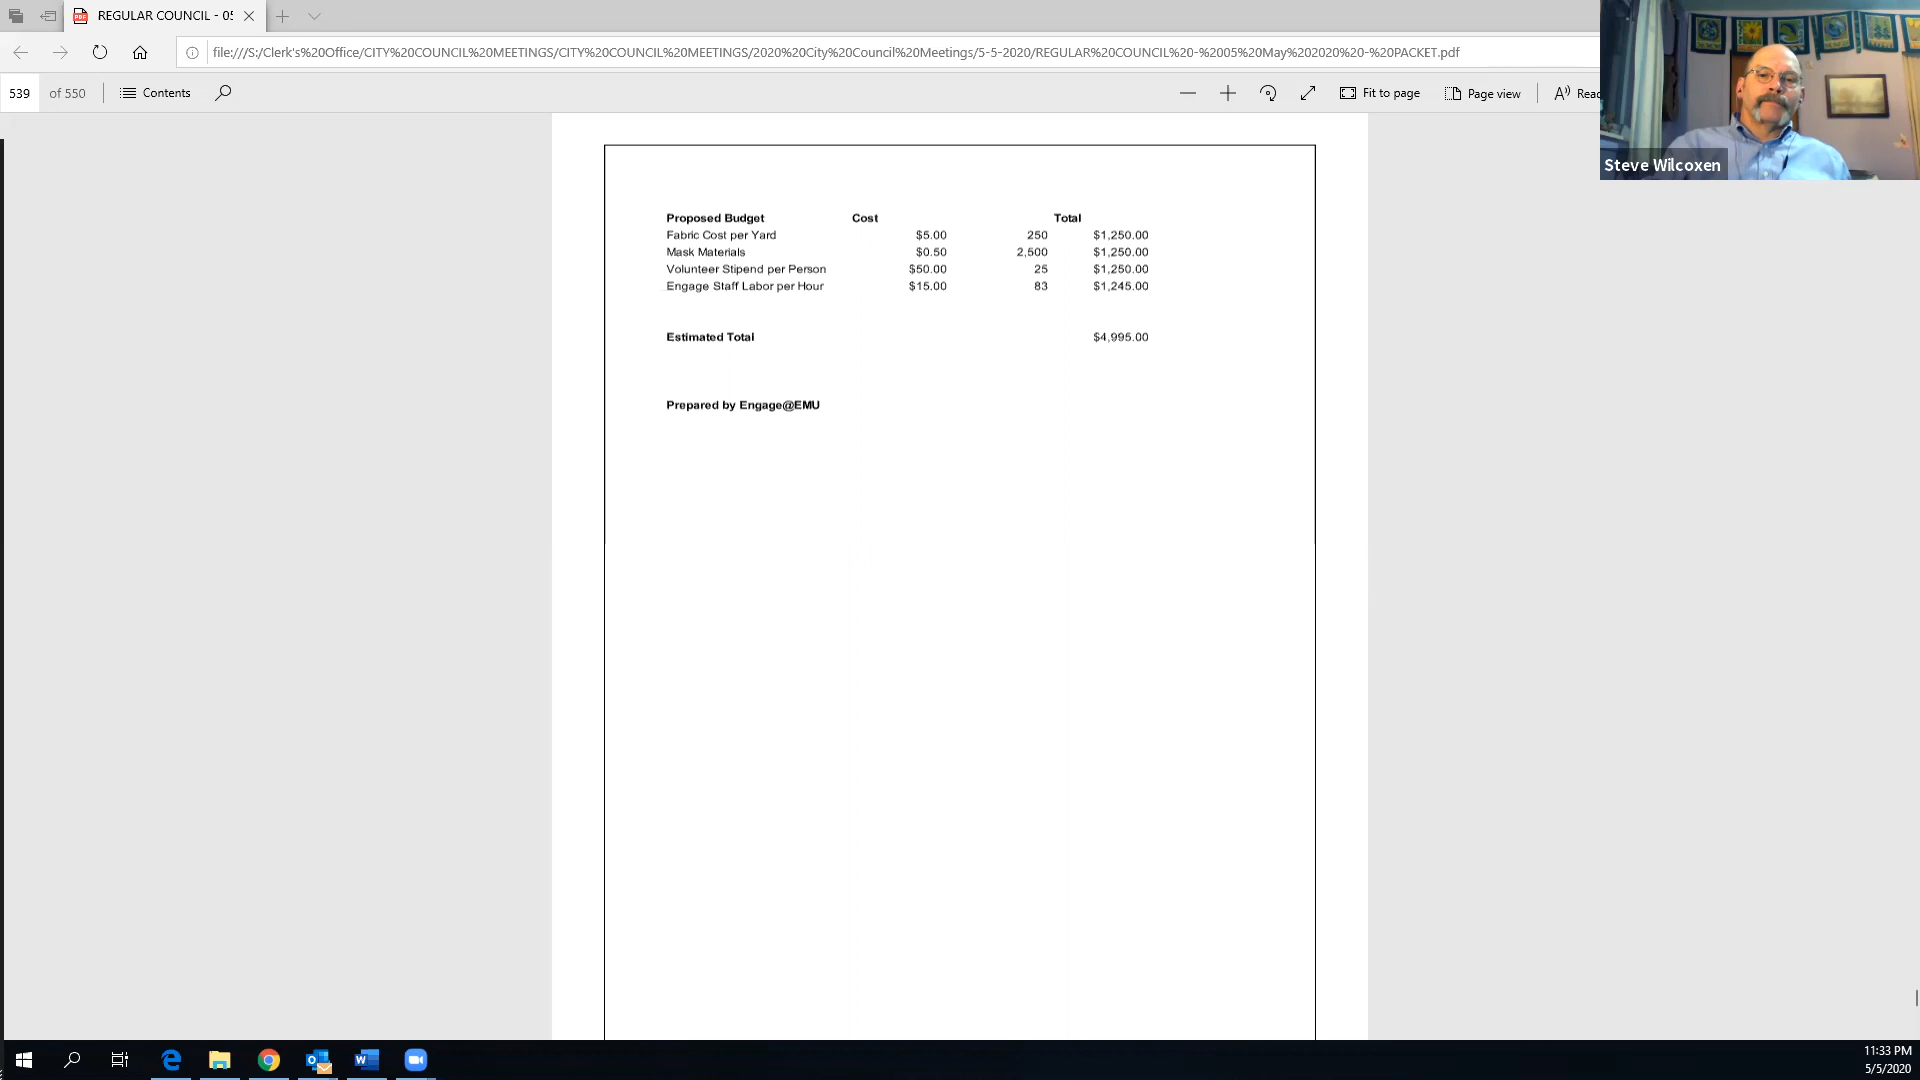 REGULAR COUNCIL - 05
file:///S:/Clerk's%20Office/CITY%20COUNCIL%20MEETINGS/CITY%20COUNCIL%20MEETINGS/2020%20City%20Council%20Meetings/5-5-2020/REGULAR%20COUNCIL%20-%2005%20May%202020%20-%20PACKET.pdf
539 of 550 Contents Fit to page Page view Rea
Steve Wilcoxen
Proposed Budget Cost Total
Fabric Cost per Yard $5.00 250 $1,250.00
Mask Materials $0.50 2,500 $1,250.00
Volunteer Stipend per Person $50.00 25 $1,250.00
Engage Staff Labor per Hour $15.00 83 $1,245.00
Estimated Total $4,995.00
Prepared by Engage@EMU
11:33 PM
5/5/2020